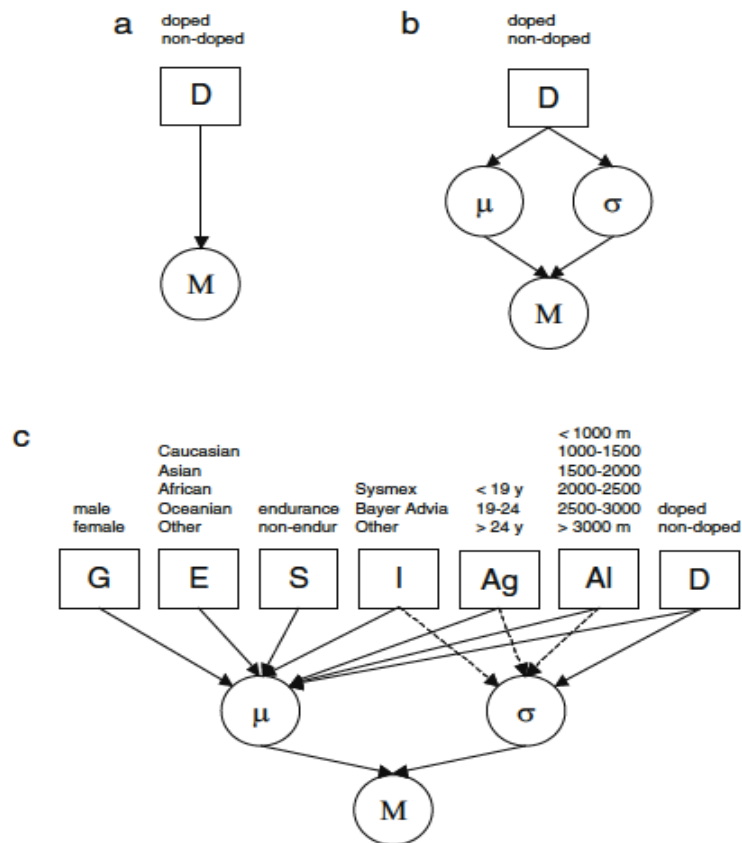 a
doped
non-doped
D
M
b
doped
non-doped
D
μ
σ
M
c
male
female
Caucasian
Asian
African
Oceanian
Other
endurance
non-endur
Sysmex
Bayer Advia
Other
< 19 y
19-24
> 24 y
< 1000 m
1000-1500
1500-2000
2000-2500
2500-3000
> 3000 m
doped
non-doped
G
E
S
I
Ag
Al
D
μ
σ
M